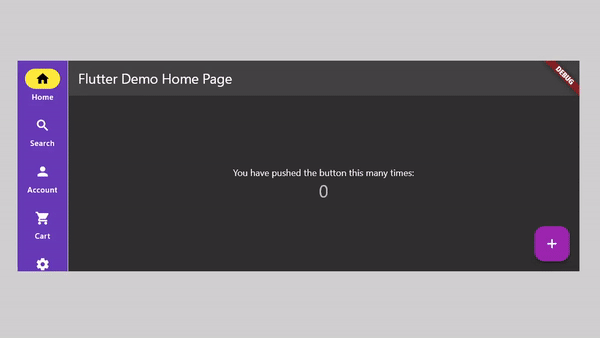 Flutter Demo Home Page
DEBUG
Home
Search
Account
Cart
You have pushed the button this many times:
0